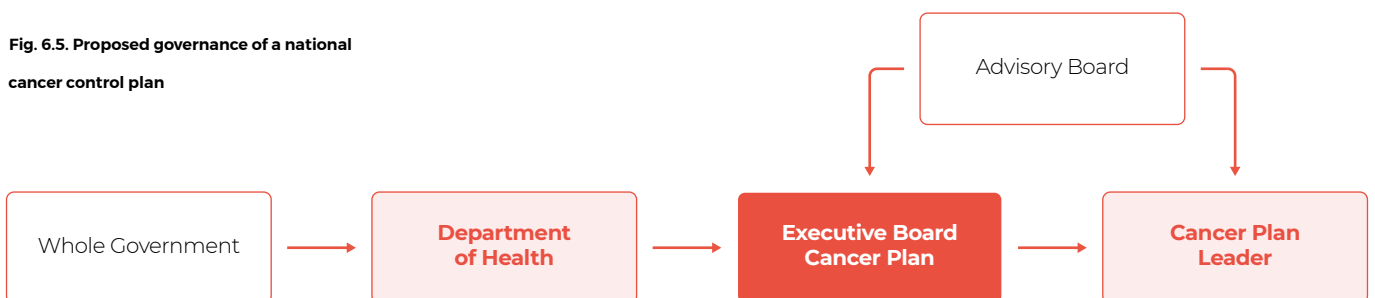 Fig. 6.5. Proposed governance of a national
cancer control plan
Advisory Board
Whole Government
Department
of Health
Executive Board
Cancer Plan
Cancer Plan
Leader